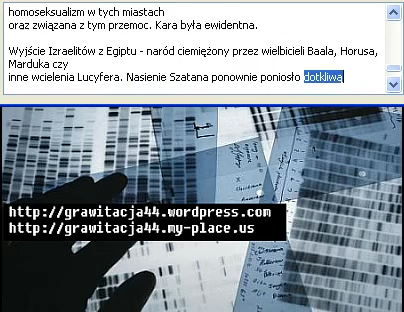 homoseksualizm w tych miastach
oraz związana z tym przemoc. Kara była ewidentna.
Wyjście Izraelitów z Egiptu - naród ciemiężony przez wielbicieli Baala, Horusa,
Marduka czy
inne wcielenia Lucyfera. Nasienie Szatana ponownie poniosło dotkliwą
http://grawitacja44.wordpress.com
http://grawitacja44.my-place.us